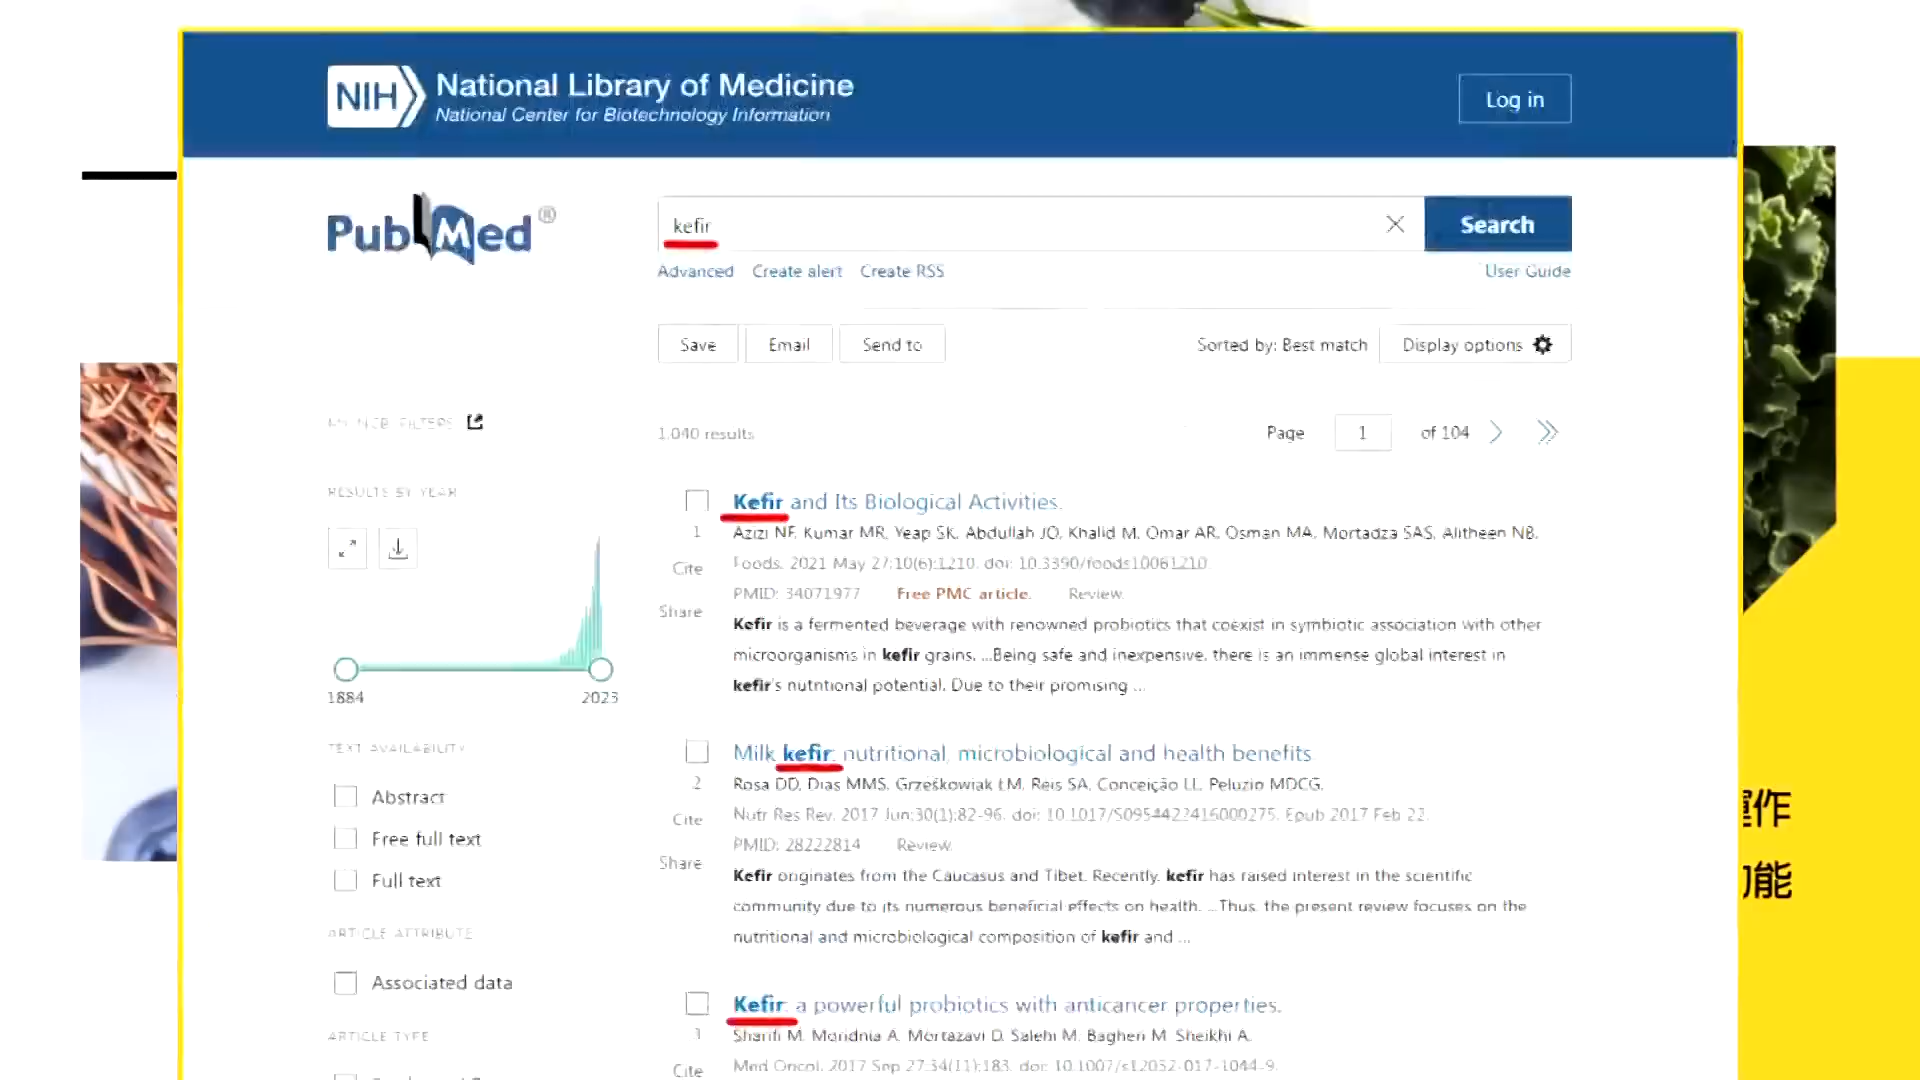 NIH National Library of Medicine
National Center for Biotechnology Information
Log in
PubMed®
kefir
Search
Advanced Create alert Create RSS
User Guide
Save Email Send to
Sorted by: Best match Display options
MY NCBI FILTERS
1,040 results
Page 1 of 104
RESULTS BY YEAR
1884 2023
Kefir and Its Biological Activities.
1
Azizi NF, Kumar MR, Yeap SK, Abdullah JO, Khalid M, Omar AR, Osman MA, Mortadza SAS, Alitheen NB.
Cite
Foods. 2021 May 27;10(6):1210. doi: 10.3390/foods10061210.
PMID: 34071977 Free PMC article. Review.
Share
Kefir is a fermented beverage with renowned probiotics that coexist in symbiotic association with other
microorganisms in kefir grains. ...Being safe and inexpensive, there is an immense global interest in
kefir's nutritional potential. Due to their promising ...
TEXT AVAILABILITY
Abstract
Free full text
Full text
Milk kefir: nutritional, microbiological and health benefits.
2
Rosa DD, Dias MMS, Grześkowiak ŁM, Reis SA, Conceição LL, Peluzio MDCG.
Cite
Nutr Res Rev. 2017 Jun;30(1):82-96. doi: 10.1017/S0954422416000275. Epub 2017 Feb 22.
PMID: 28222814 Review.
Share
Kefir originates from the Caucasus and Tibet. Recently, kefir has raised interest in the scientific
community due to its numerous beneficial effects on health. ...Thus, the present review focuses on the
nutritional and microbiological composition of kefir and ...
ARTICLE ATTRIBUTE
Associated data
ARTICLE TYPE
Kefir: a powerful probiotics with anticancer properties.
3
Sharifi M, Moridnia A, Mortazavi D, Salehi M, Bagheri M, Sheikhi A.
Cite
Med Oncol. 2017 Sep 27;34(11):183. doi: 10.1007/s12032-017-1044-9.
作
能